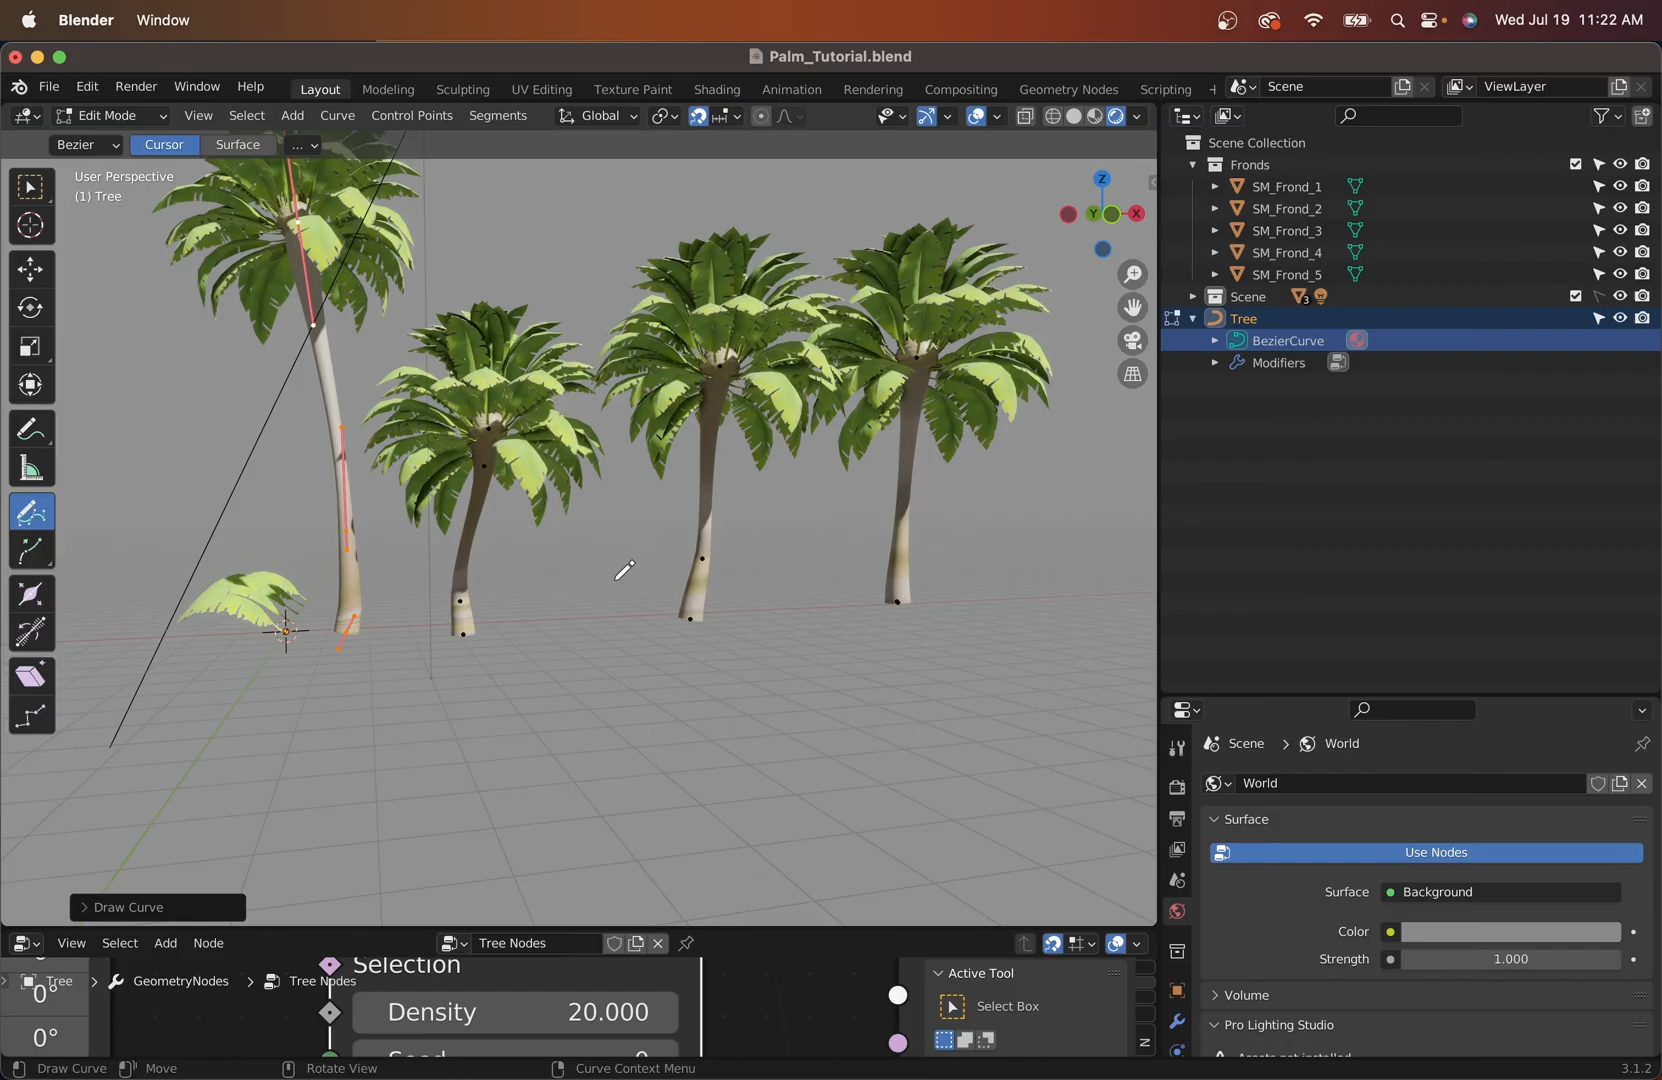 Blender Window Wed Jul 19 11:22 AM
Palm_Tutorial.blend
File Edit Render Window Help Layout Modeling Sculpting UV Editing Texture Paint Shading Animation Rendering Compositing Geometry Nodes Scripting Scene ViewLayer
Edit Mode View Select Add Curve Control Points Segments Global
Bezier Cursor Surface ...
User Perspective
(1) Tree
Z
Y X
Scene Collection
Fronds
SM_Frond_1
SM_Frond_2
SM_Frond_3
SM_Frond_4
SM_Frond_5
Scene 3
Tree
BezierCurve
Modifiers
Scene > World
World
Surface
Use Nodes
Surface Background
Color
Strength 1.000
Volume
Pro Lighting Studio
Draw Curve
View Select Add Node Tree Nodes
Selection
Tree GeometryNodes Tree Nodes
0°
Density 20.000
0°
Active Tool
Select Box
N
Draw Curve Move Rotate View Curve Context Menu 3.1.2